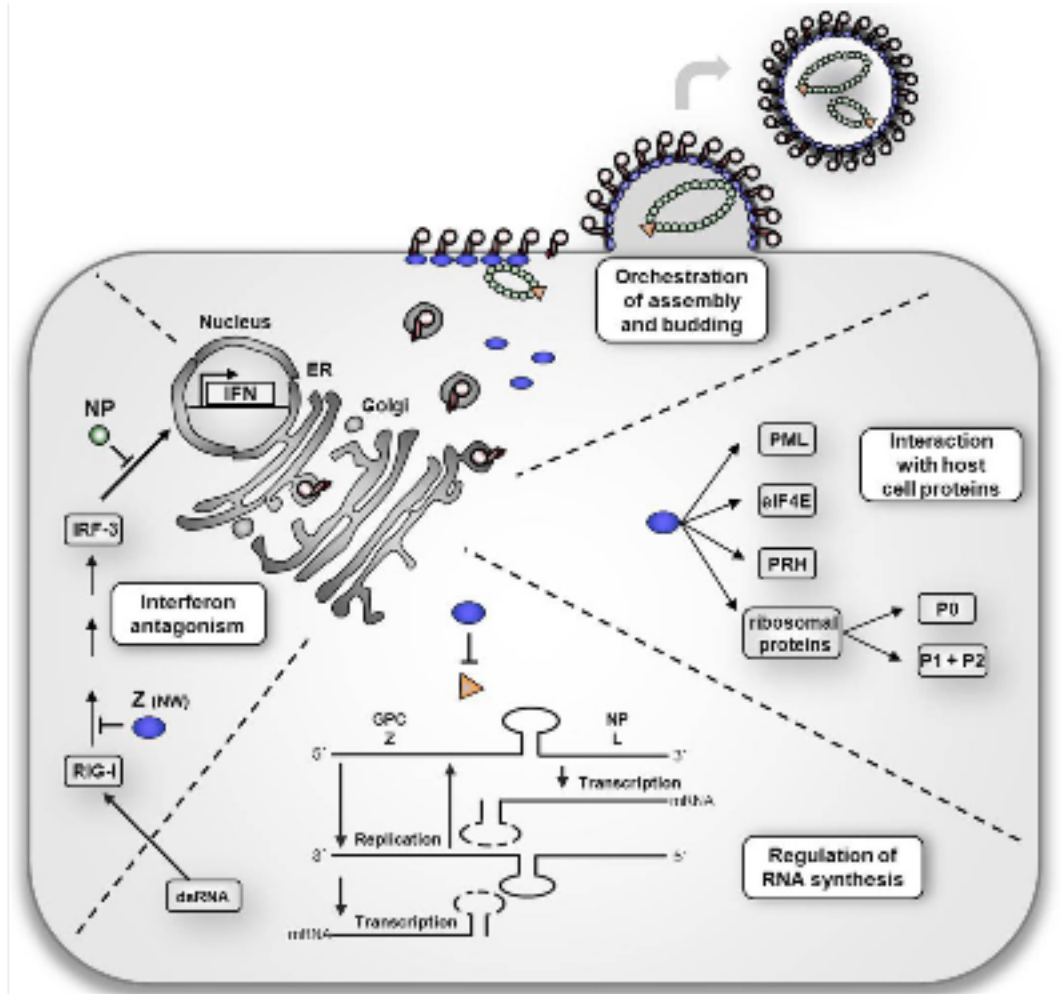 Orchestration
of assembly
and budding
Nucleus
ER
IFN
Golgi
NP
IRF-3
Interferon
antagonism
Z (NW)
RIG-I
dsRNA
PML
eIF4E
PRH
ribosomal
proteins
P0
P1 + P2
Interaction
with host
cell proteins
GPC
Z
NP
L
5´
3´
Transcription
mRNA
Replication
3´
5´
Transcription
mRNA
Regulation of
RNA synthesis